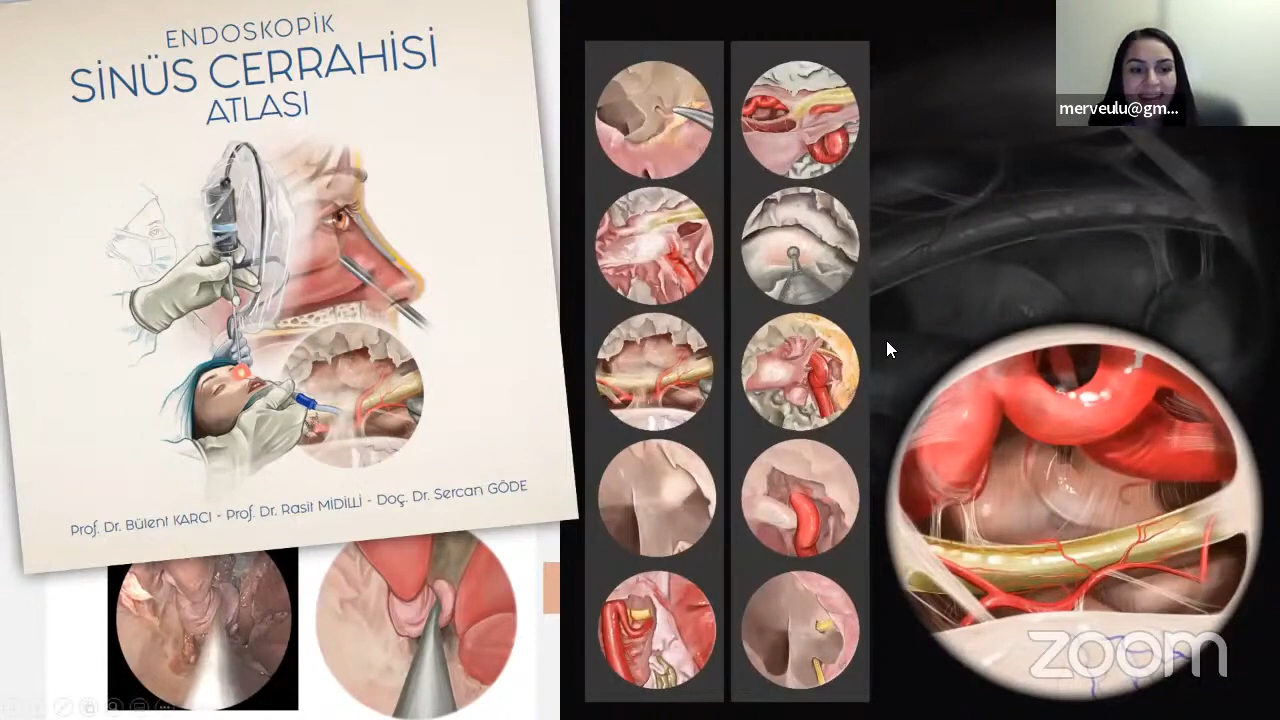 ENDOSKOPİK
SİNÜS CERRAHİSİ
ATLASI
Prof. Dr. Bülent KARCI - Prof. Dr. Raşit MİDİLLİ - Doç. Dr. Sercan GÖDE
merveulu@gm...
zoom